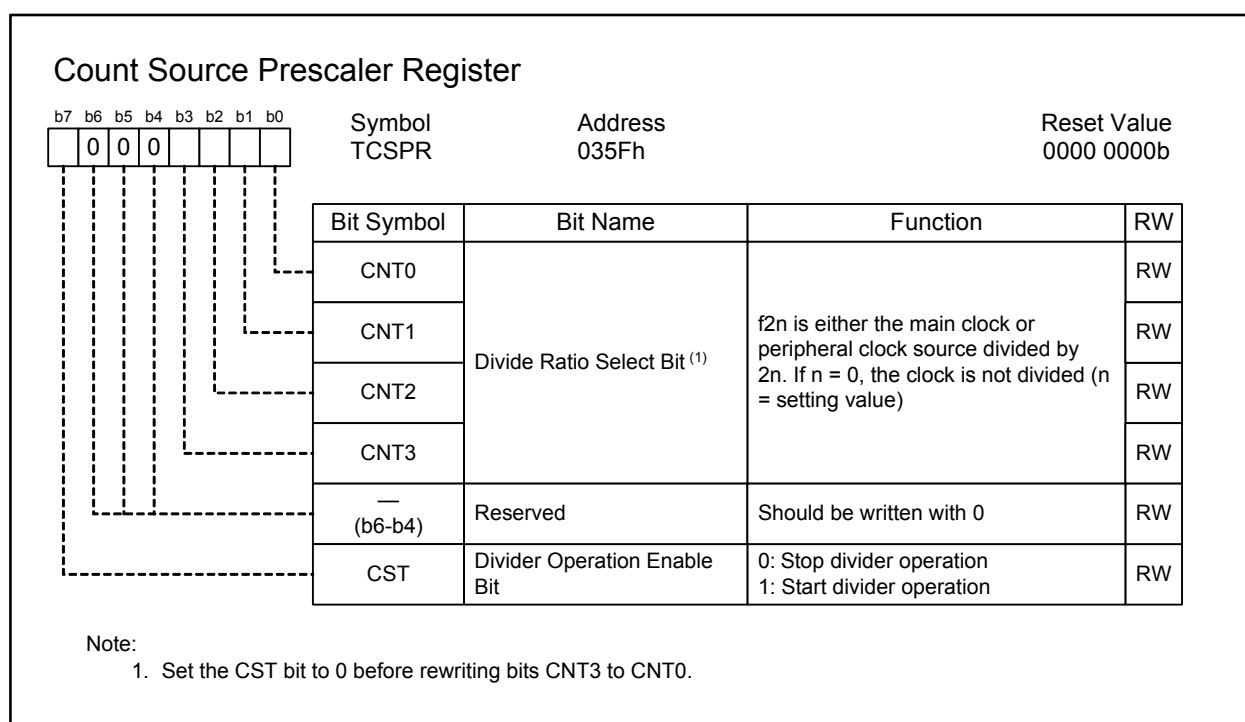 Count Source Prescaler Register
b7 b6 b5 b4 b3 b2 b1 b0
0 0 0
Symbol Address Reset Value
TCSPR 035Fh 0000 0000b
Bit Symbol Bit Name Function RW
CNT0 RW
CNT1 RW
CNT2 RW
CNT3 RW
Divide Ratio Select Bit (1)
f2n is either the main clock or
peripheral clock source divided by
2n. If n = 0, the clock is not divided (n
= setting value)
—
(b6-b4) Reserved Should be written with 0 RW
CST Divider Operation Enable
Bit
0: Stop divider operation
1: Start divider operation
RW
Note:
1. Set the CST bit to 0 before rewriting bits CNT3 to CNT0.